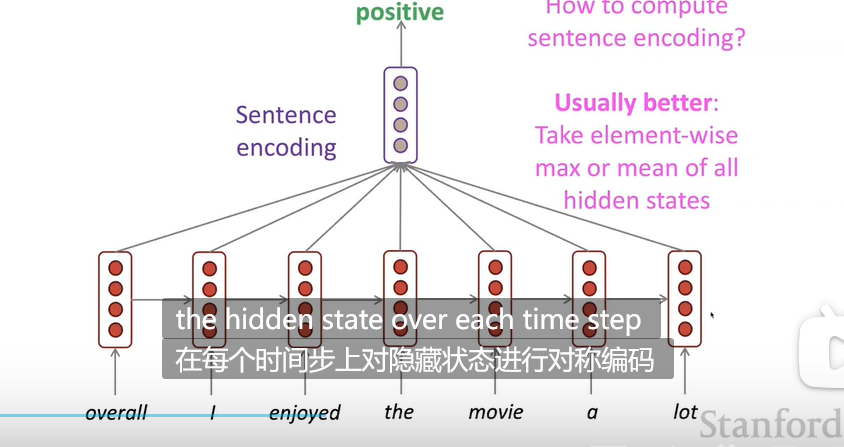 positive
How to compute
sentence encoding?
Sentence
encoding
Usually better:
Take element-wise
max or mean of all
hidden states
the hidden state over each time step
在每个时间步上对隐藏状态进行对称编码
overall I enjoyed the movie a lot
Stanford